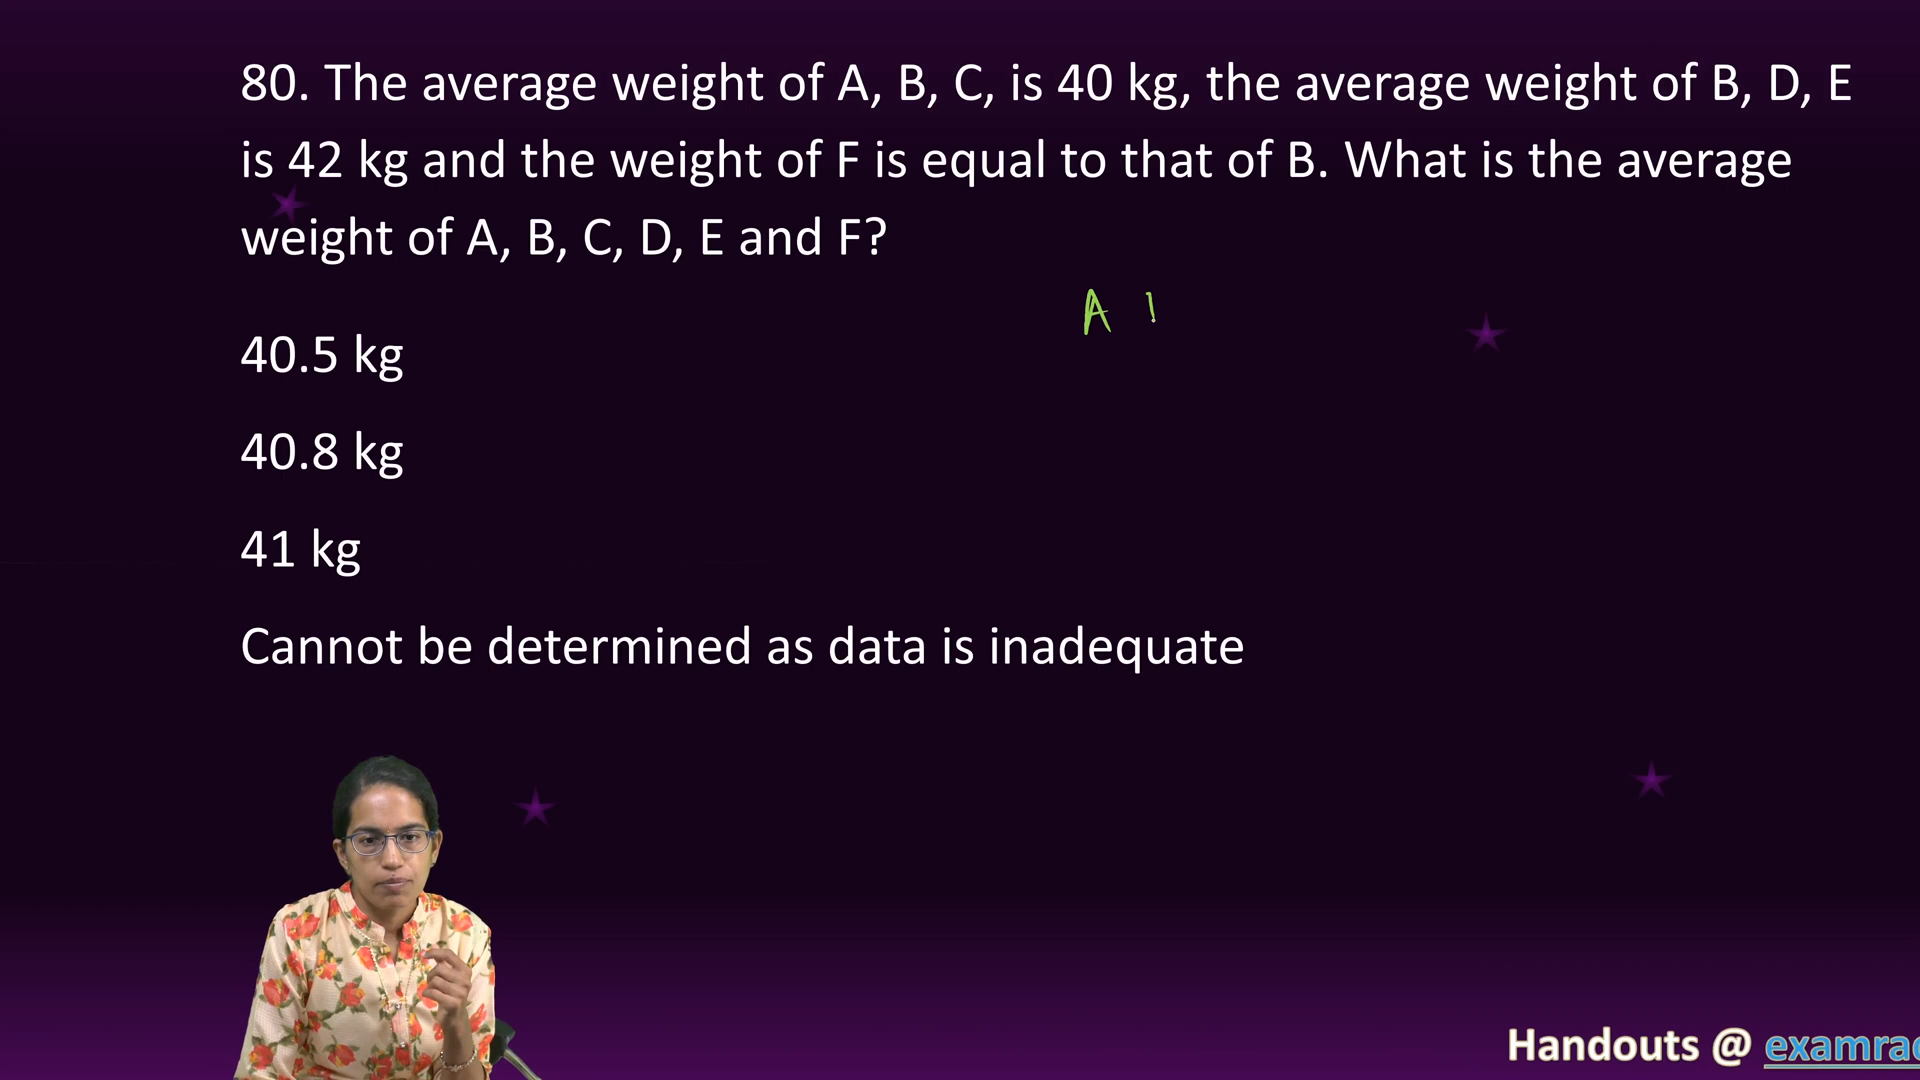 80. The average weight of A, B, C, is 40 kg, the average weight of B, D, E
is 42 kg and the weight of F is equal to that of B. What is the average
weight of A, B, C, D, E and F?
A
40.5 kg
40.8 kg
41 kg
Cannot be determined as data is inadequate
Handouts @ examrac